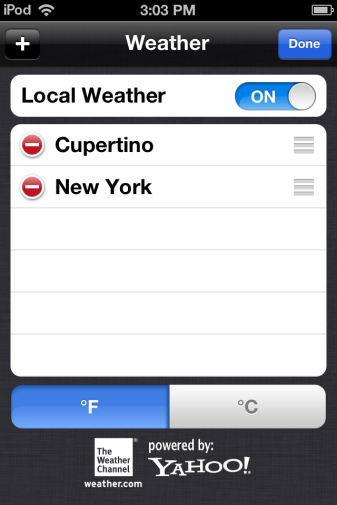 iPod 3:03 PM
+ Weather Done
Local Weather ON
Cupertino
New York
°F °C
The
Weather
Channel
weather.com
powered by:
YAHOO!